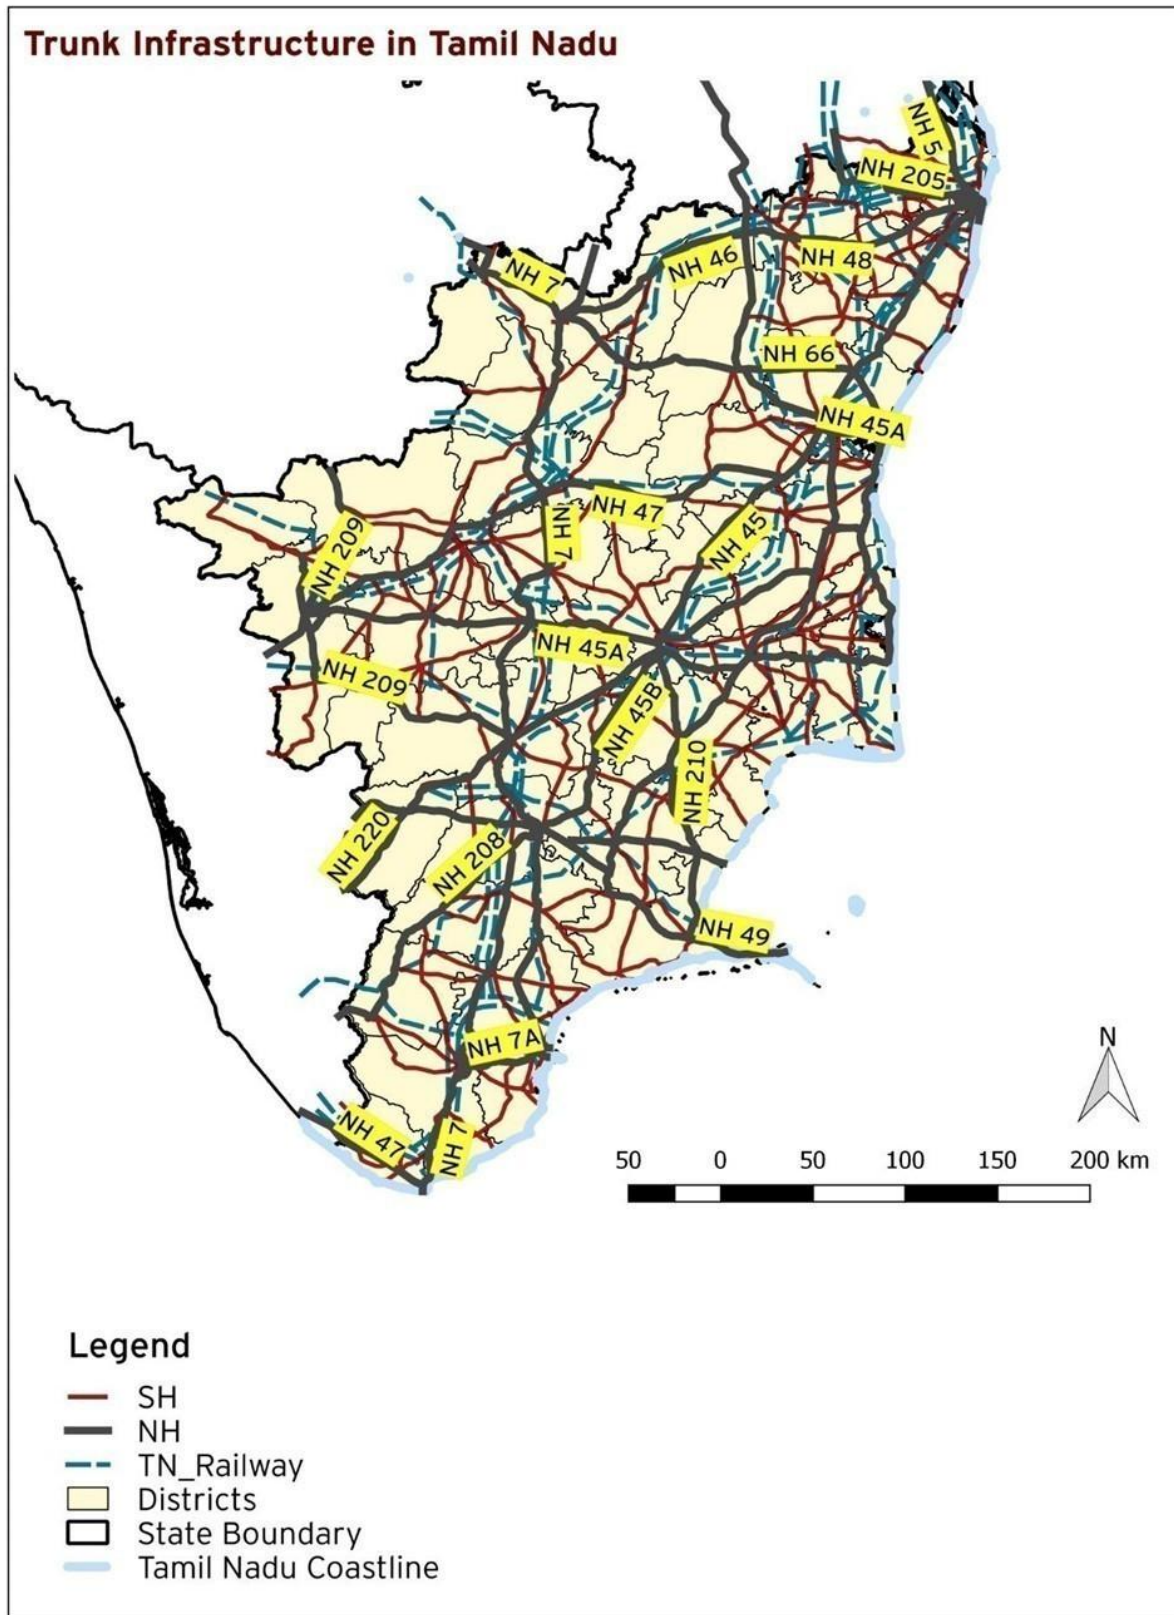 Trunk Infrastructure in Tamil Nadu
NH 5
NH 205
NH 7
NH 46
NH 48
NH 66
NH 45A
NH 47
NH 7
NH 45
NH 209
NH 45A
NH 209
NH 45B
NH 210
NH 220
NH 208
NH 49
NH 7A
NH 47
NH 7
N
50 0 50 100 150 200 km
Legend
SH
NH
TN_Railway
Districts
State Boundary
Tamil Nadu Coastline